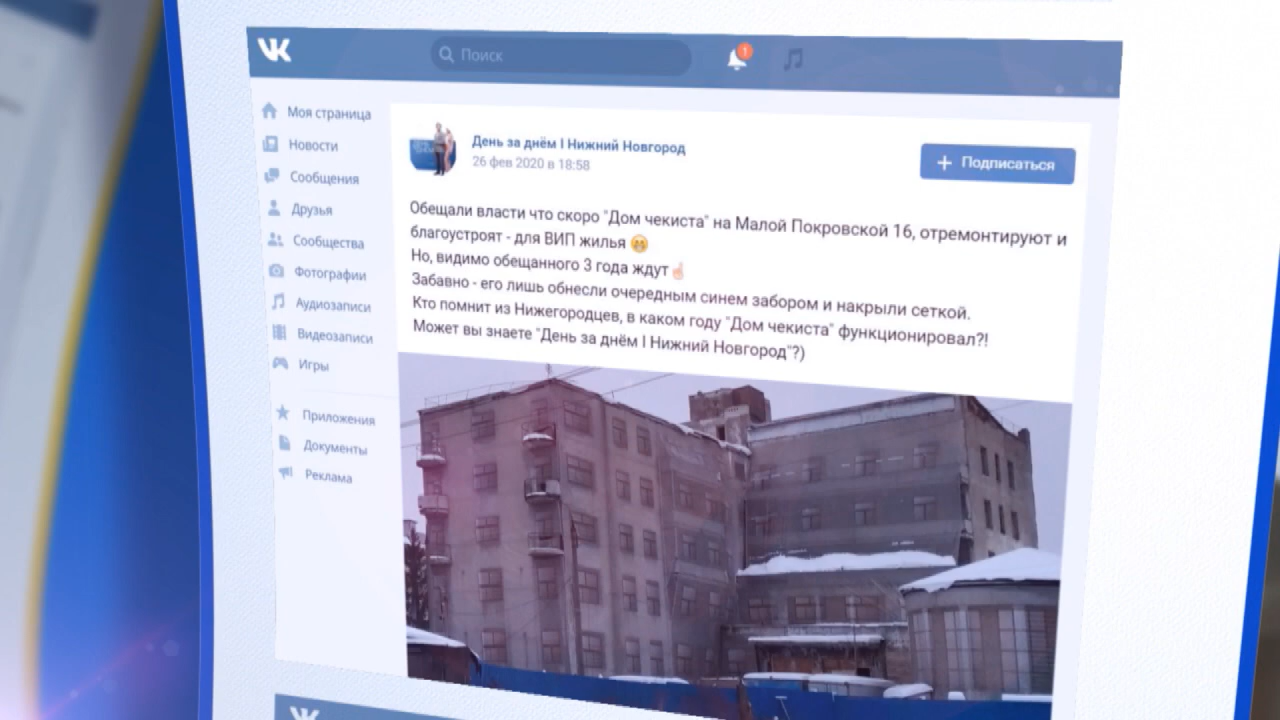 VK
Поиск
1
Моя страница
Новости
Сообщения
Друзья
Сообщества
Фотографии
Аудиозаписи
Видеозаписи
Игры
Приложения
Документы
Реклама
День за днём I Нижний Новгород
26 фев 2020 в 18:58
+ Подписаться
Обещали власти что скоро "Дом чекиста" на Малой Покровской 16, отремонтируют и
благоустроят - для ВИП жилья
Но, видимо обещанного 3 года ждут
Забавно - его лишь обнесли очередным синем забором и накрыли сеткой.
Кто помнит из Нижегородцев, в каком году "Дом чекиста" функционировал?!
Может вы знаете "День за днём I Нижний Новгород"?)
VK